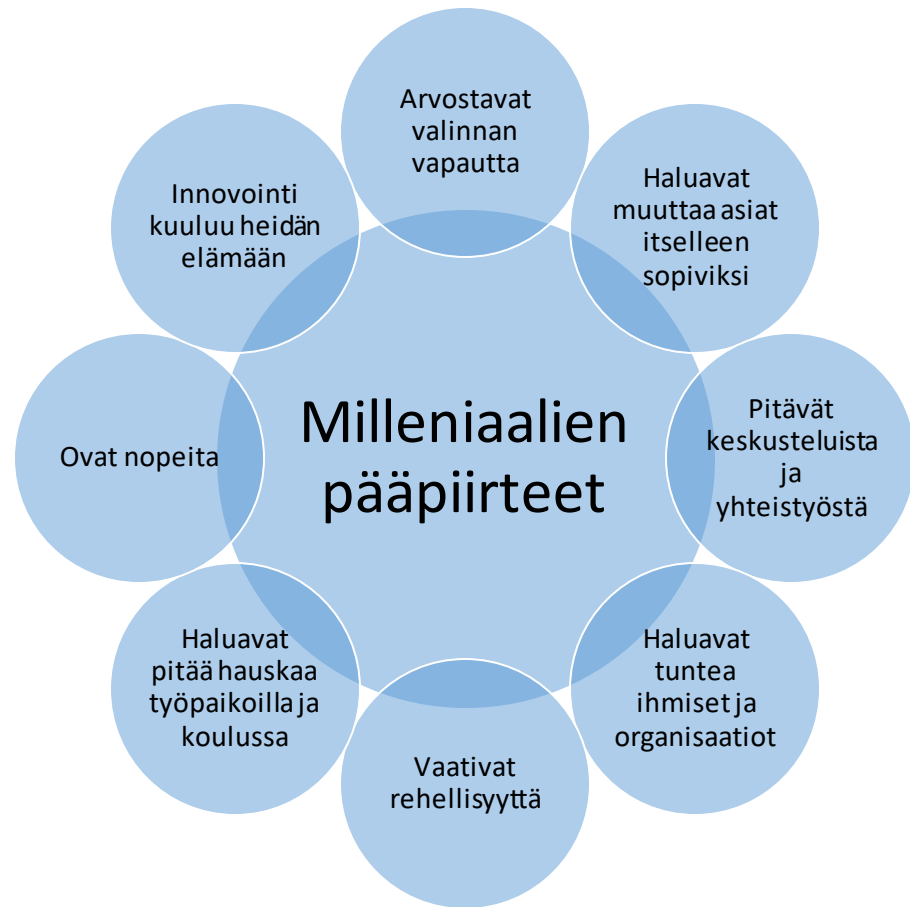 Arvostavat
valinnan
vapautta
Haluavat
muuttaa asiat
itselleen
sopiviksi
Pitävät
keskusteluista
ja
yhteistyöstä
Haluavat
tuntea
ihmiset ja
organisaatiot
Vaativat
rehellisyyttä
Haluavat
pitää hauskaa
työpaikoilla ja
koulussa
Ovat nopeita
Innovointi
kuuluu heidän
elämään
Milleniaalien
pääpiirteet